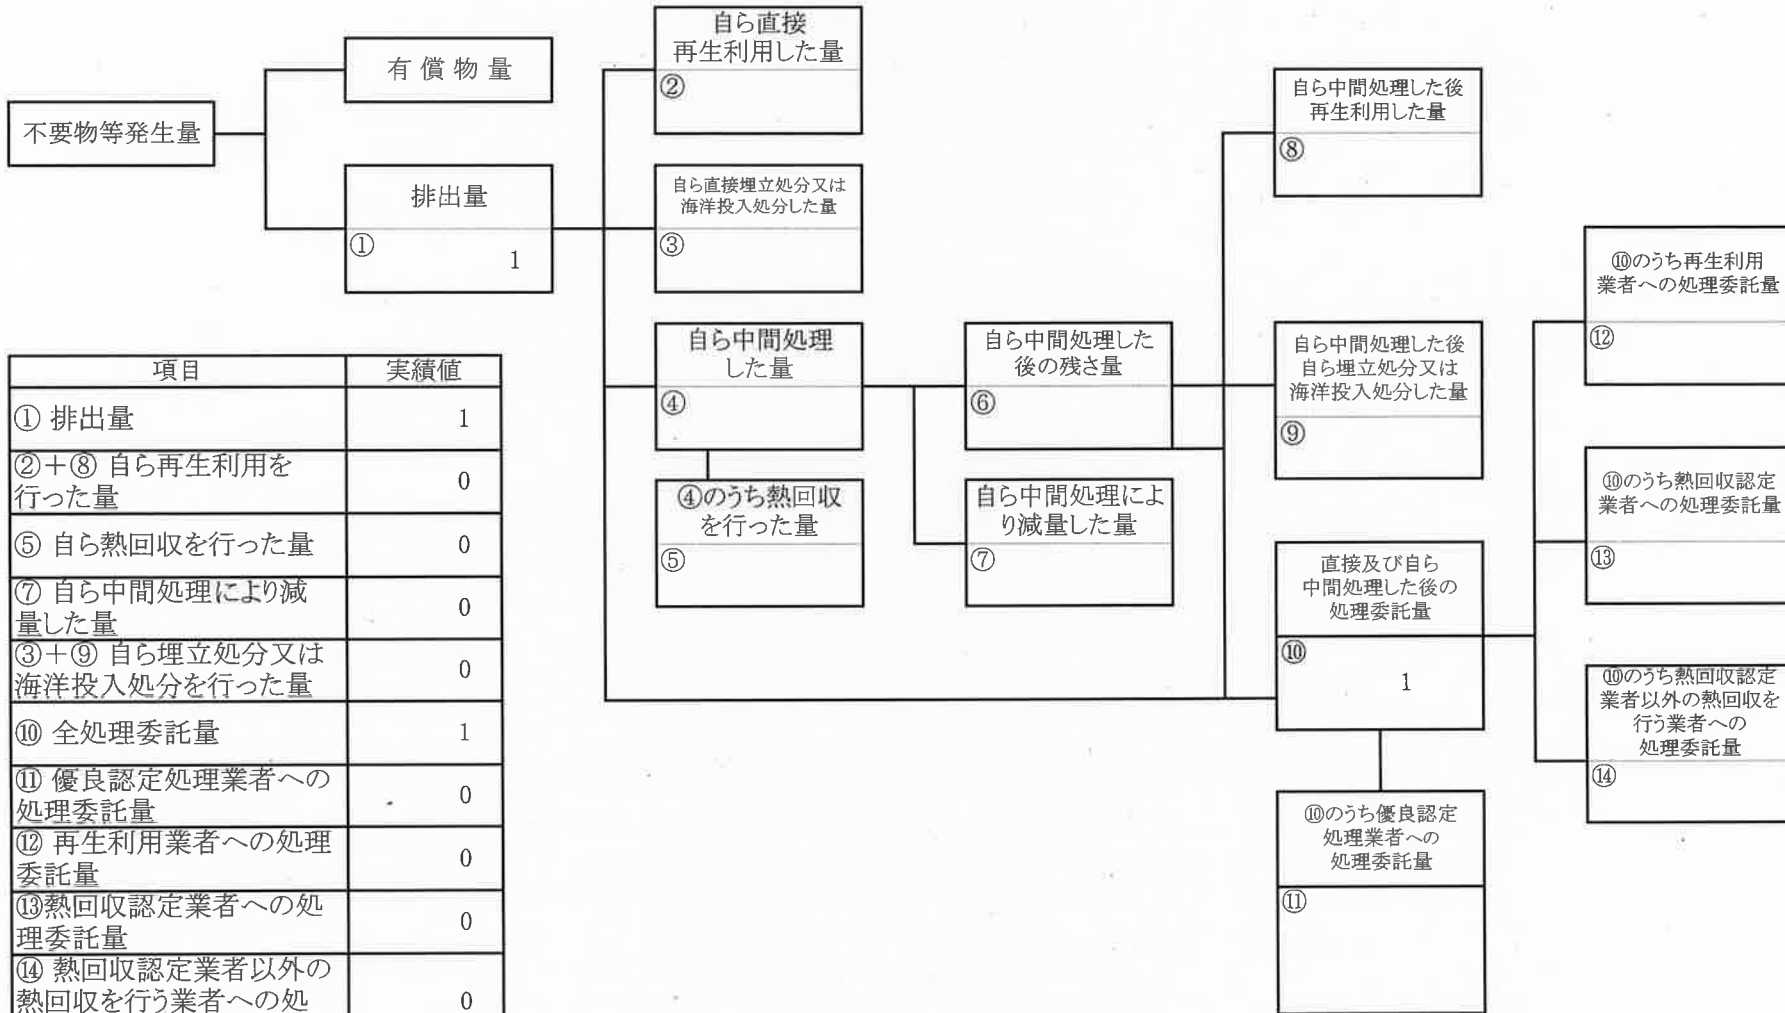 不要物等発生量
有償物量
排出量
①
1
自ら直接
再生利用した量
②
自ら直接埋立処分又は
海洋投入処分した量
③
自ら中間処理
した量
④
④のうち熱回収
を行った量
⑤
自ら中間処理した
後の残さ量
⑥
自ら中間処理によ
り減量した量
⑦
自ら中間処理した後
再生利用した量
⑧
自ら中間処理した後
自ら埋立処分又は
海洋投入処分した量
⑨
直接及び自ら
中間処理した後の
処理委託量
⑩
1
⑩のうち優良認定
処理業者への
処理委託量
⑪
⑩のうち再生利用
業者への処理委託量
⑫
⑩のうち熱回収認定
業者への処理委託量
⑬
⑩のうち熱回収認定
業者以外の熱回収を
行う業者への
処理委託量
⑭
項目 実績値
① 排出量 1
②+⑧ 自ら再生利用を
行った量 0
⑤ 自ら熱回収を行った量 0
⑦ 自ら中間処理により減
量した量 0
③+⑨ 自ら埋立処分又は
海洋投入処分を行った量 0
⑩ 全処理委託量 1
⑪ 優良認定処理業者への
処理委託量 0
⑫ 再生利用業者への処理
委託量 0
⑬熱回収認定業者への処
理委託量 0
⑭ 熱回収認定業者以外の
熱回収を行う業者への処 0